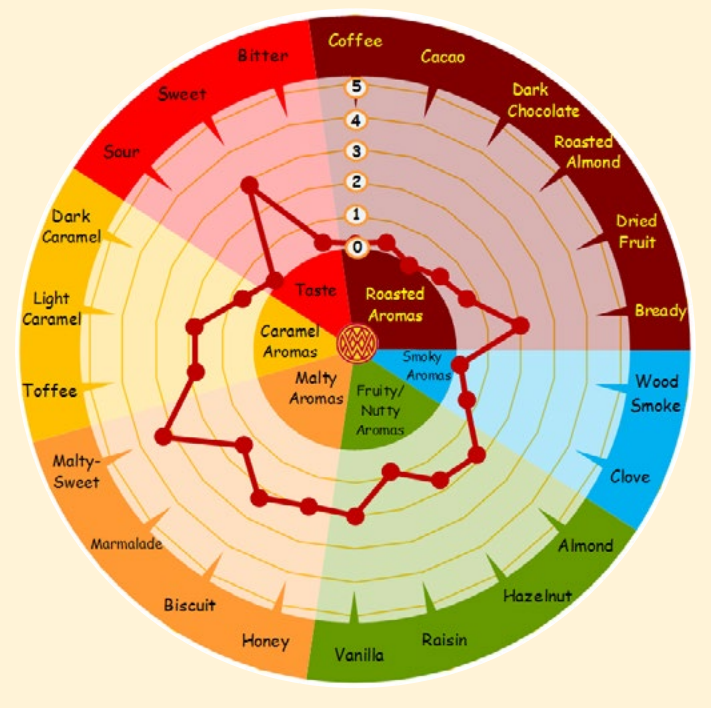 Coffee
Cacao
Dark
Chocolate
Roasted
Almond
Dried
Fruit
Bready
Wood
Smoke
Clove
Almond
Hazelnut
Raisin
Vanilla
Honey
Biscuit
Marmalade
Malty-
Sweet
Toffee
Light
Caramel
Dark
Caramel
Sour
Sweet
Bitter
5
4
3
2
1
0
Taste
Roasted
Aromas
Smoky
Aromas
Fruity/
Nutty
Aromas
Malty
Aromas
Caramel
Aromas